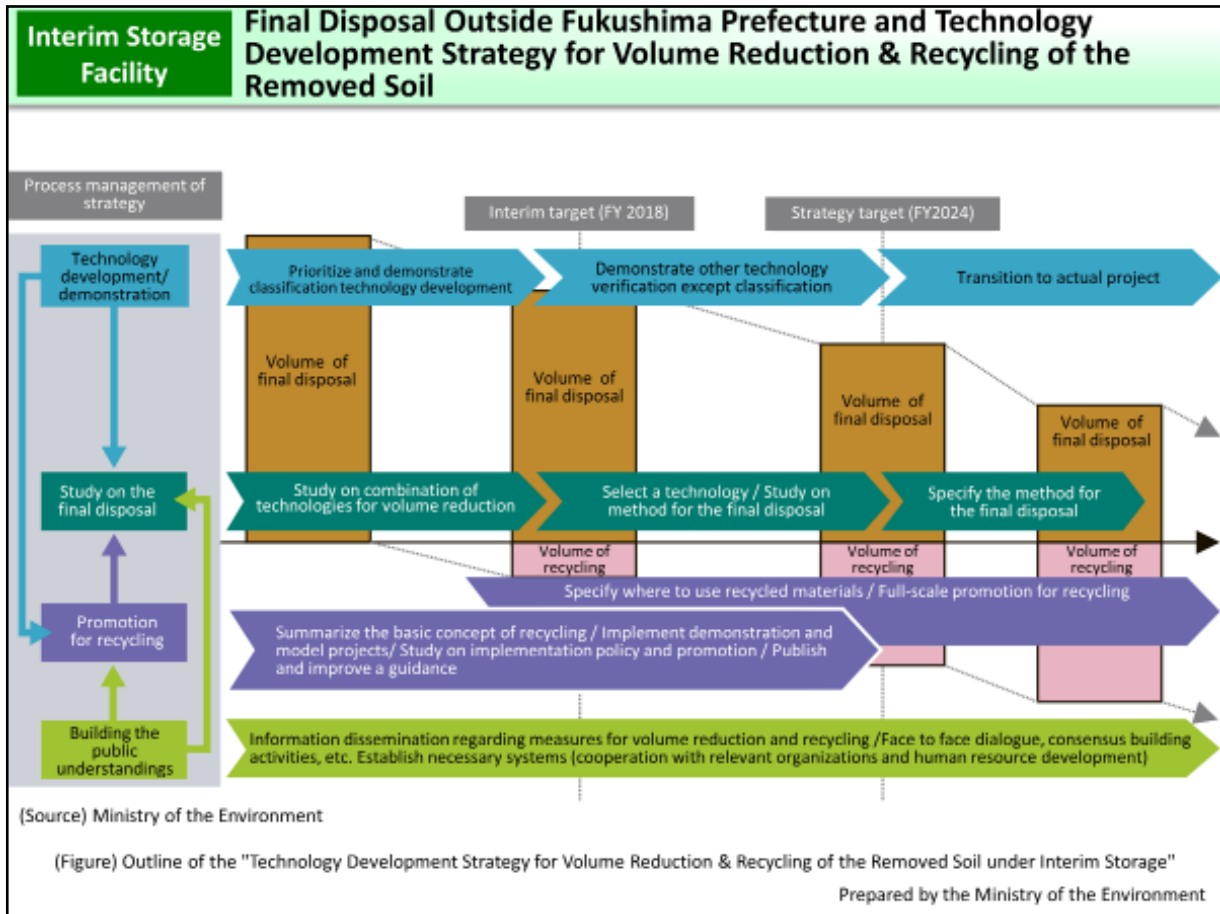 Interim Storage
Facility
Final Disposal Outside Fukushima Prefecture and Technology
Development Strategy for Volume Reduction & Recycling of the
Removed Soil
Process management of
strategy
Interim target (FY 2018)
Strategy target (FY2024)
Technology
development/
demonstration
Prioritize and demonstrate
classification technology development
Demonstrate other technology
verification except classification
Transition to actual project
Volume of
final disposal
Volume of
final disposal
Volume of
final disposal
Volume of
final disposal
Study on the
final disposal
Study on combination of
technologies for volume reduction
Select a technology / Study on
method for the final disposal
Specify the method for
the final disposal
Volume of
recycling
Volume of
recycling
Volume of
recycling
Specify where to use recycled materials / Full-scale promotion for recycling
Promotion
for recycling
Summarize the basic concept of recycling / Implement demonstration and
model projects/ Study on implementation policy and promotion / Publish
and improve a guidance
Building the
public
understandings
Information dissemination regarding measures for volume reduction and recycling /Face to face dialogue, consensus building
activities, etc. Establish necessary systems (cooperation with relevant organizations and human resource development)
(Source) Ministry of the Environment
(Figure) Outline of the "Technology Development Strategy for Volume Reduction & Recycling of the Removed Soil under Interim Storage"
Prepared by the Ministry of the Environment